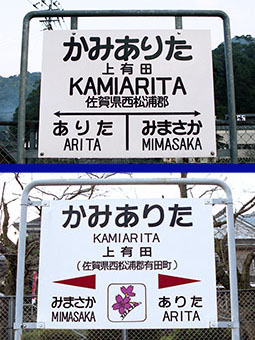 かみありた
上有田
KAMIARITA
佐賀県西松浦郡
ありた みまさか
ARITA MIMASAKA
かみありた
KAMIARITA
上有田
(佐賀県西松浦郡有田町)
みまさか ありた
MIMASAKA ARITA